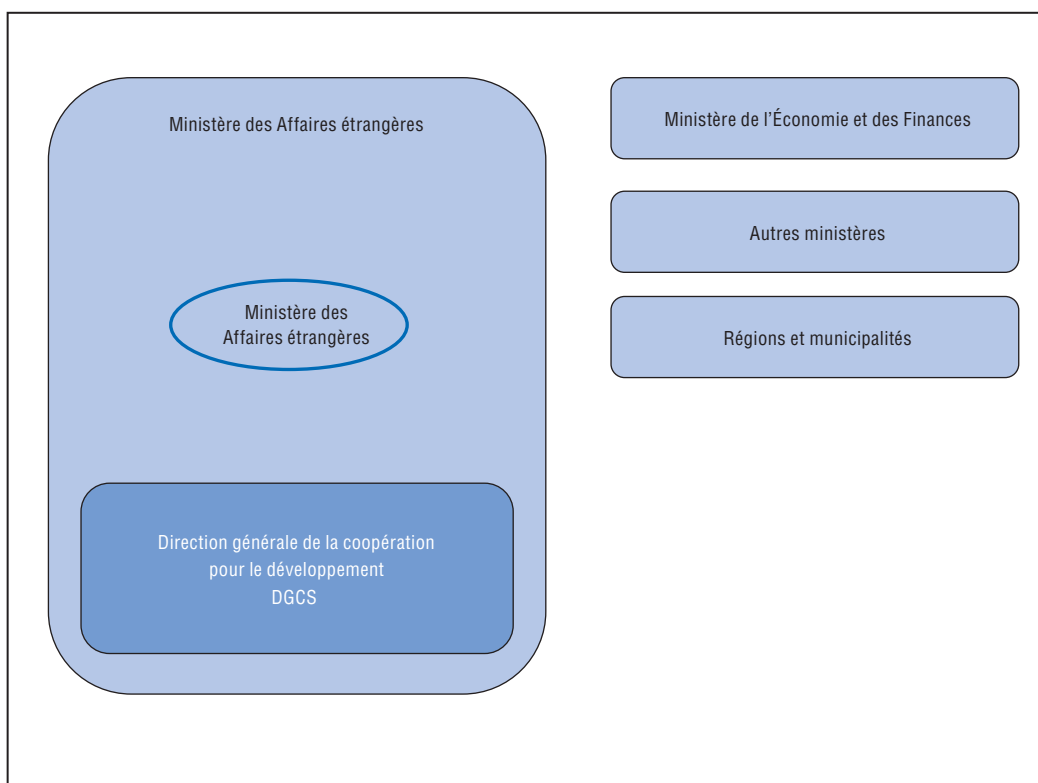 Ministère des Affaires étrangères
Ministère des
Affaires étrangères
Direction générale de la coopération
pour le développement
DGCS
Ministère de l’Économie et des Finances
Autres ministères
Régions et municipalités